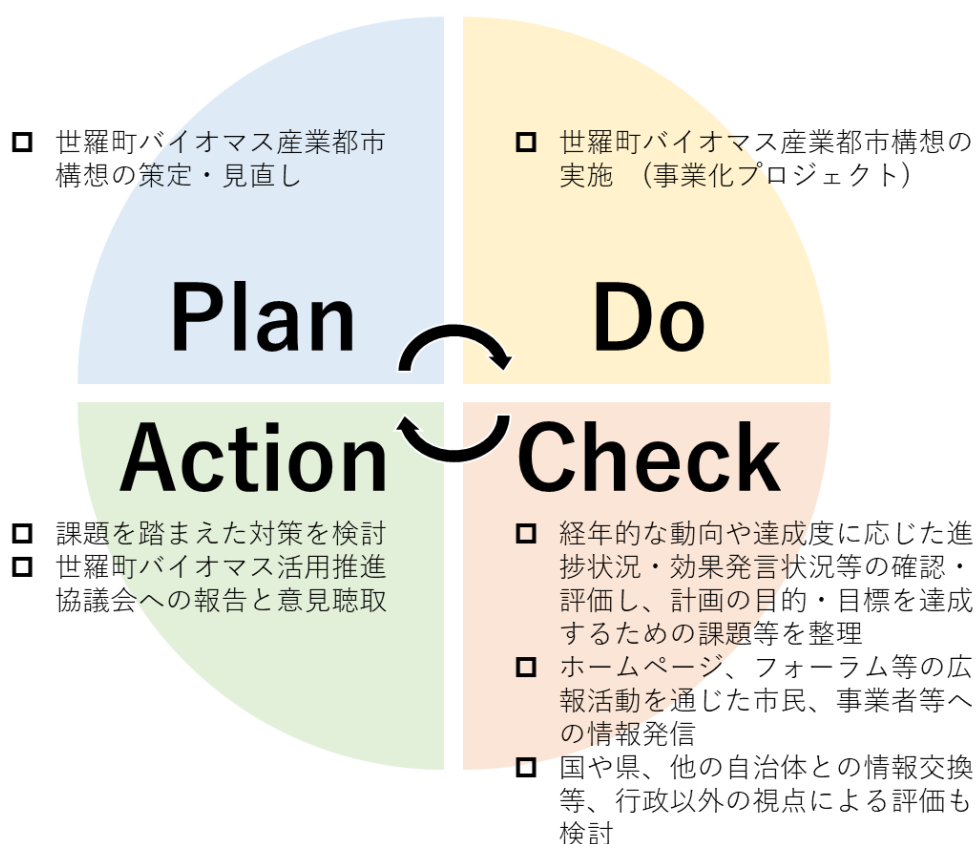 □ 世羅町バイオマス産業都市
構想の策定・見直し
Plan
□ 世羅町バイオマス産業都市構想の
実施　（事業化プロジェクト）
Do
Action
□ 課題を踏まえた対策を検討
□ 世羅町バイオマス活用推進
協議会への報告と意見聴取
Check
□ 経年的な動向や達成度に応じた進
捗状況・効果発言状況等の確認・
評価し、計画の目的・目標を達成
するための課題等を整理
□ ホームページ、フォーラム等の広
報活動を通じた市民、事業者等へ
の情報発信
□ 国や県、他の自治体との情報交換
等、行政以外の視点による評価も
検討